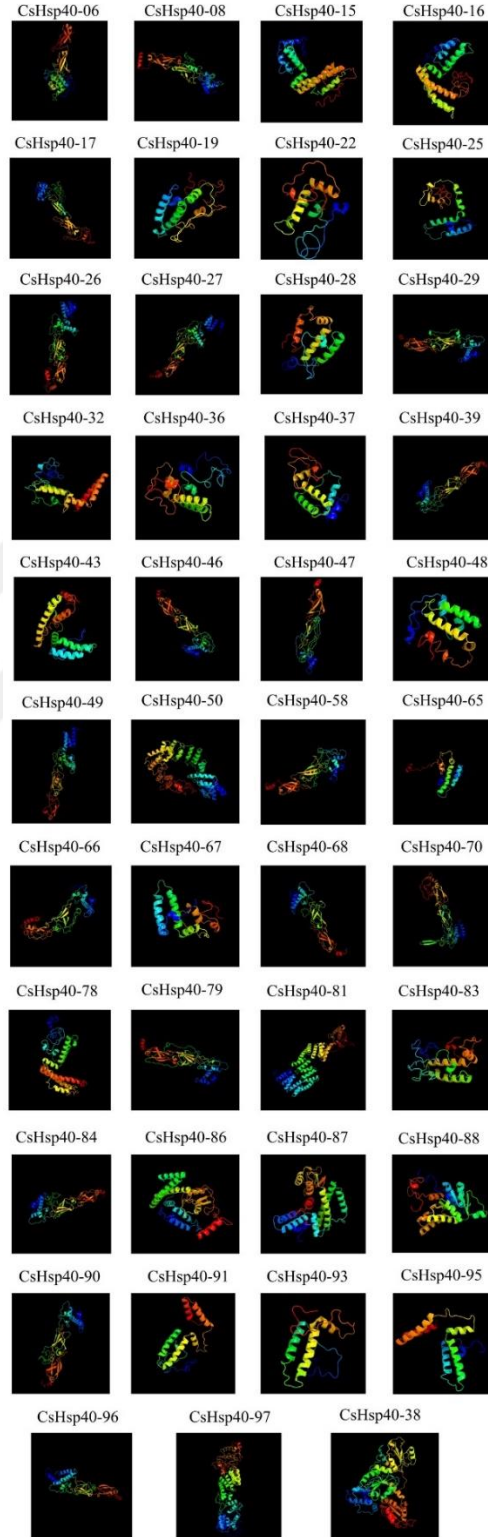 CsHsp40-06 CsHsp40-08 CsHsp40-15 CsHsp40-16
CsHsp40-17 CsHsp40-19 CsHsp40-22 CsHsp40-25
CsHsp40-26 CsHsp40-27 CsHsp40-28 CsHsp40-29
CsHsp40-32 CsHsp40-36 CsHsp40-37 CsHsp40-39
CsHsp40-43 CsHsp40-46 CsHsp40-47 CsHsp40-48
CsHsp40-49 CsHsp40-50 CsHsp40-58 CsHsp40-65
CsHsp40-66 CsHsp40-67 CsHsp40-68 CsHsp40-70
CsHsp40-78 CsHsp40-79 CsHsp40-81 CsHsp40-83
CsHsp40-84 CsHsp40-86 CsHsp40-87 CsHsp40-88
CsHsp40-90 CsHsp40-91 CsHsp40-93 CsHsp40-95
CsHsp40-96 CsHsp40-97 CsHsp40-38